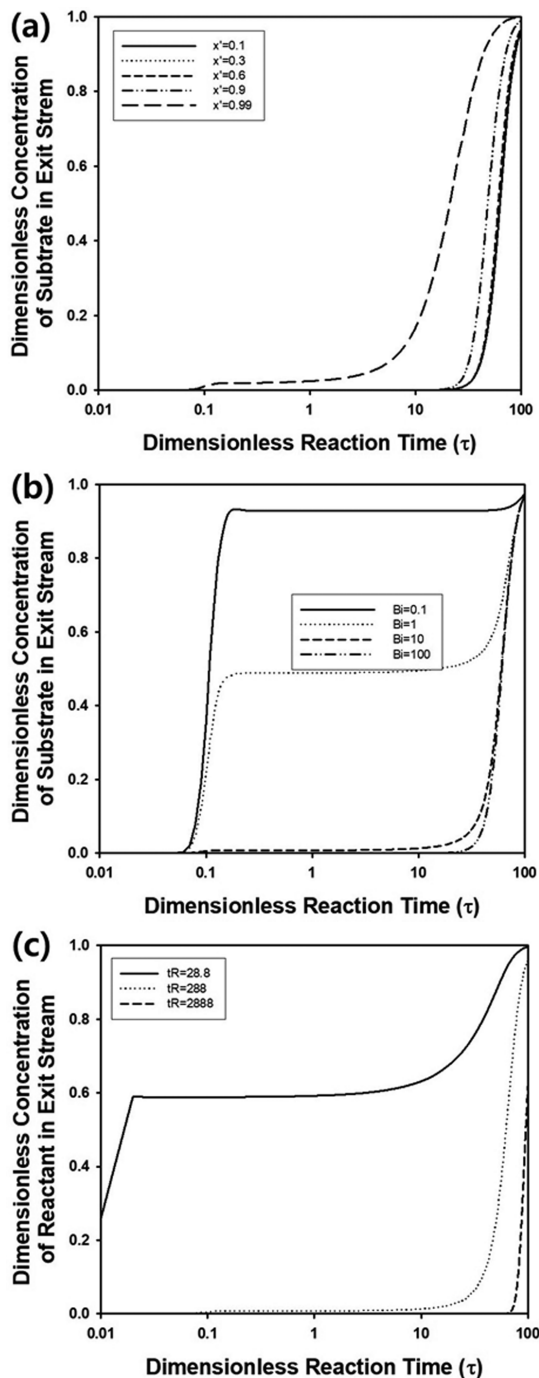 (a)
x'=0.1
x'=0.3
x'=0.6
x'=0.9
x'=0.99
Dimensionless Concentration
of Subtrate in Exit Strem
1.0
0.8
0.6
0.4
0.2
0.0
0.01 0.1 1 10 100
Dimensionless Reaction Time (τ)
(b)
Bi=0.1
Bi=1
Bi=10
Bi=100
Dimensionless Concentration
of Substrate in Exit Stream
1.0
0.8
0.6
0.4
0.2
0.0
0.01 0.1 1 10 100
Dimensionless Reaction Time (τ)
(c)
tR=28.8
tR=288
tR=2888
Dimensionless Concentration
of Reactant in Exit Stream
1.0
0.8
0.6
0.4
0.2
0.0
0.01 0.1 1 10 100
Dimensionless Reaction Time (τ)